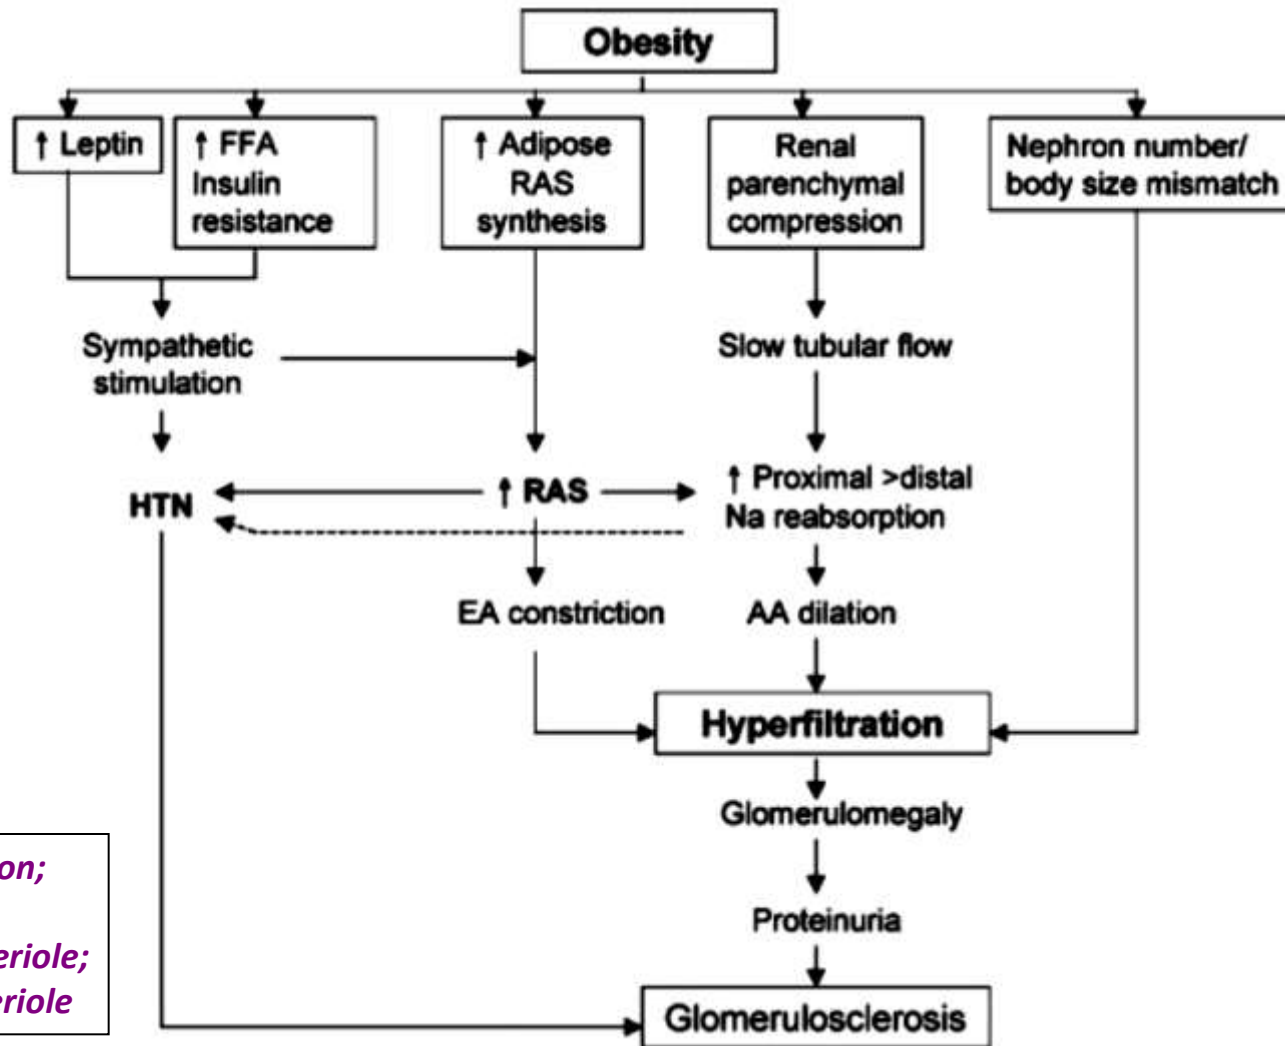 Obesity
↑ Leptin
↑ FFA
Insulin
resistance
↑ Adipose
RAS
synthesis
Renal
parenchymal
compression
Nephron number/
body size mismatch
Sympathetic
stimulation
Slow tubular flow
HTN
↑ RAS
↑ Proximal >distal
Na reabsorption
EA constriction
AA dilation
Hyperfiltration
Glomerulomegaly
Proteinuria
Glomerulosclerosis
on;
eriole;
eriole